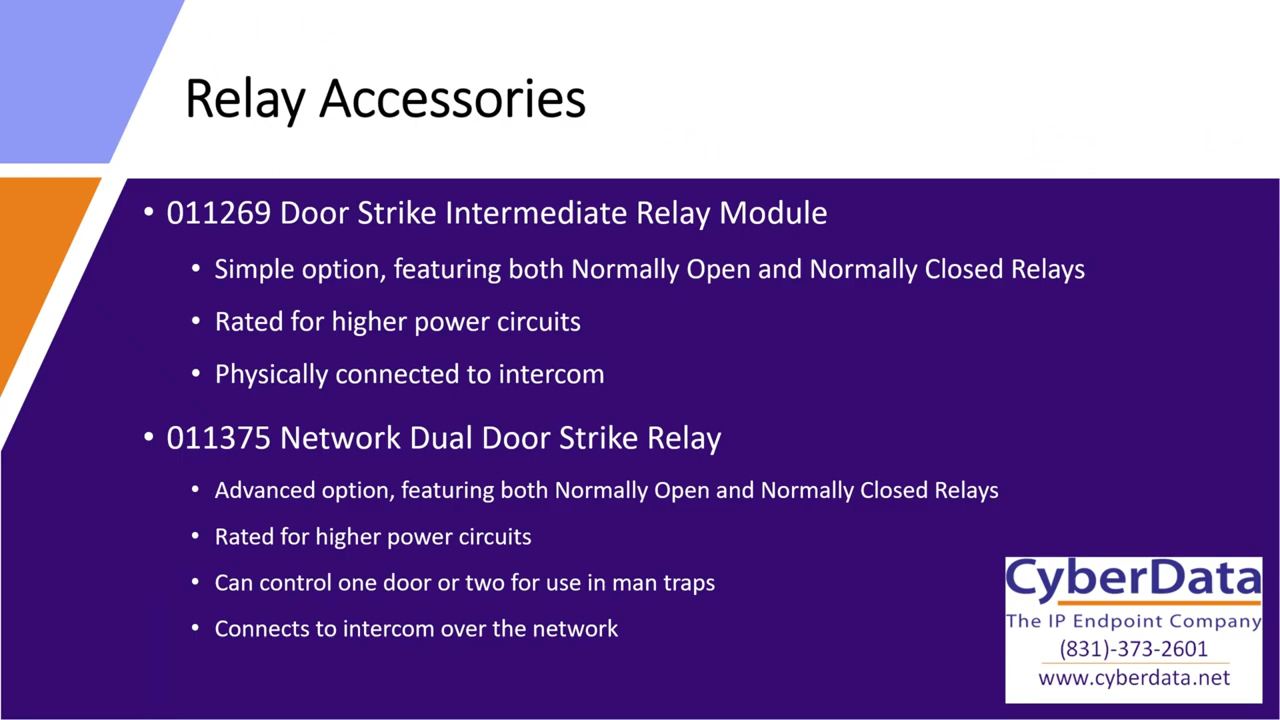 Relay Accessories
• 011269 Door Strike Intermediate Relay Module
• Simple option, featuring both Normally Open and Normally Closed Relays
• Rated for higher power circuits
• Physically connected to intercom
• 011375 Network Dual Door Strike Relay
• Advanced option, featuring both Normally Open and Normally Closed Relays
• Rated for higher power circuits
• Can control one door or two for use in man traps
• Connects to intercom over the network
CyberData
The IP Endpoint Company
(831)-373-2601
www.cyberdata.net